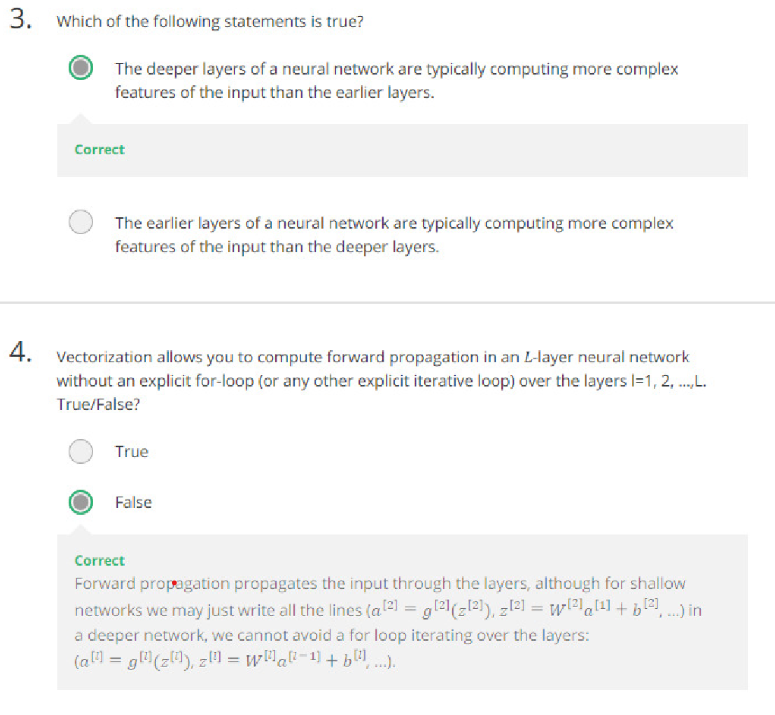 3. Which of the following statements is true?
The deeper layers of a neural network are typically computing more complex
features of the input than the earlier layers.
Correct
The earlier layers of a neural network are typically computing more complex
features of the input than the deeper layers.
4. Vectorization allows you to compute forward propagation in an L-layer neural network
without an explicit for-loop (or any other explicit iterative loop) over the layers l=1, 2, ...,L.
True/False?
True
False
Correct
Forward propagation propagates the input through the layers, although for shallow
networks we may just write all the lines (a^{[2]} = g^{[2]}(z^{[2]}), z^{[2]} = W^{[2]}a^{[1]} + b^{[2]}, ...) in
a deeper network, we cannot avoid a for loop iterating over the layers:
(a^{[l]} = g^{[l]}(z^{[l]}), z^{[l]} = W^{[l]}a^{[l-1]} + b^{[l]}, ...).